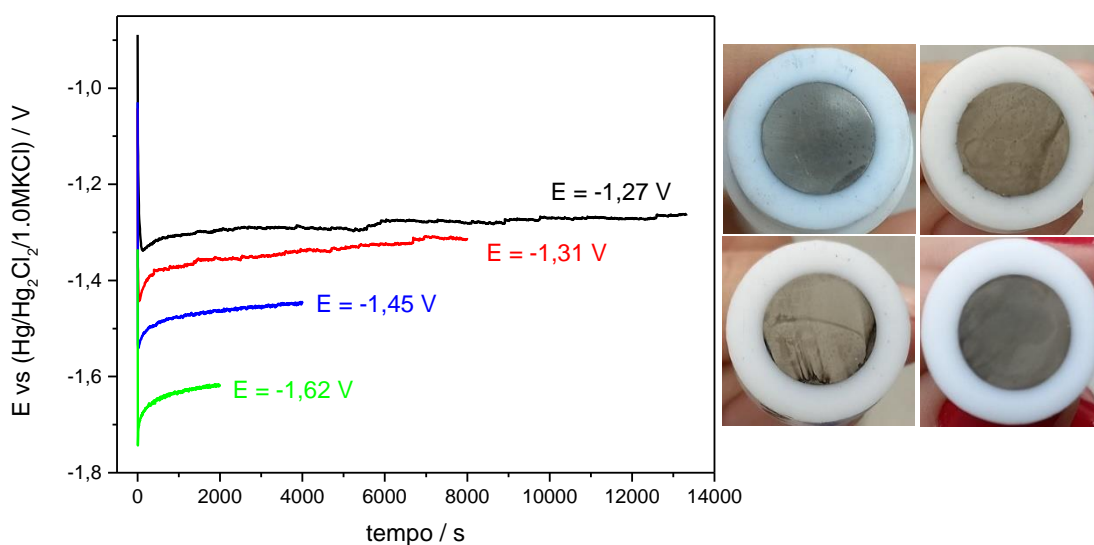 E vs (Hg/Hg₂Cl₂/1.0MKCl) / V
-1,0
-1,2
-1,4
-1,6
-1,8
E = -1,27 V
E = -1,31 V
E = -1,45 V
E = -1,62 V
0 2000 4000 6000 8000 10000 12000 14000
tempo / s